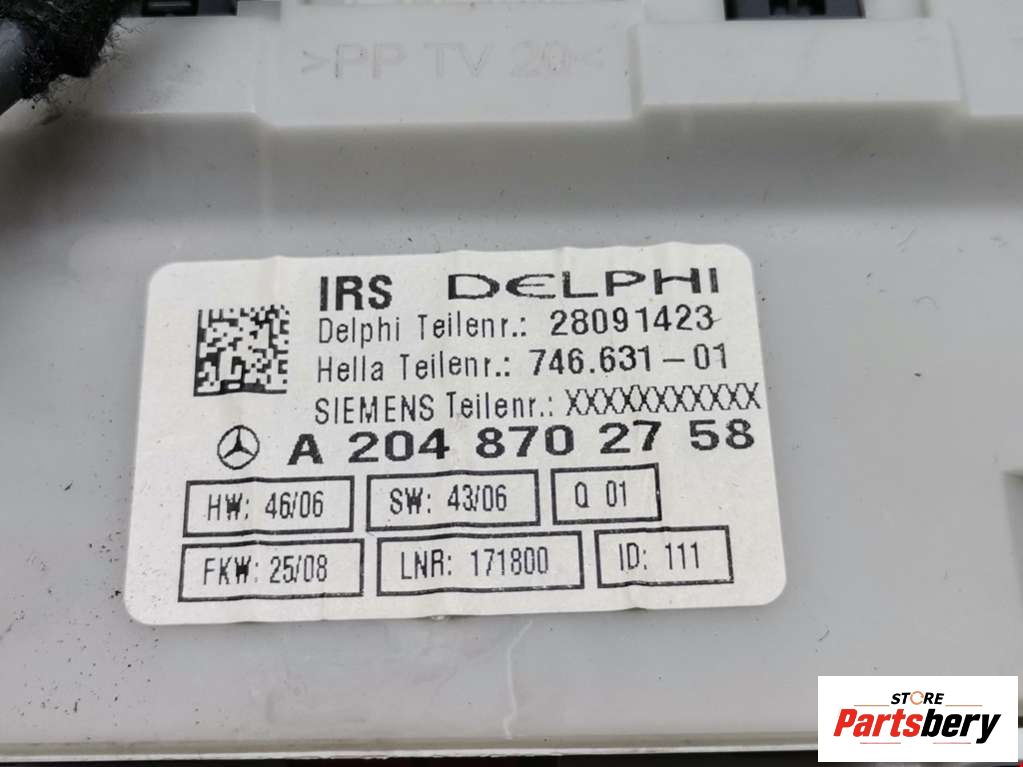 >PP TV 20<
IRS DELPHI
Delphi Teilenr.: 28091423
Hella Teilenr.: 746.631-01
SIEMENS Teilenr.: XXXXXXXXXXX
A 204 870 27 58
HW: 46/06 SW: 43/06 Q 01
FKW: 25/08 LNR: 171800 ID: 111
STORE
Partsbery